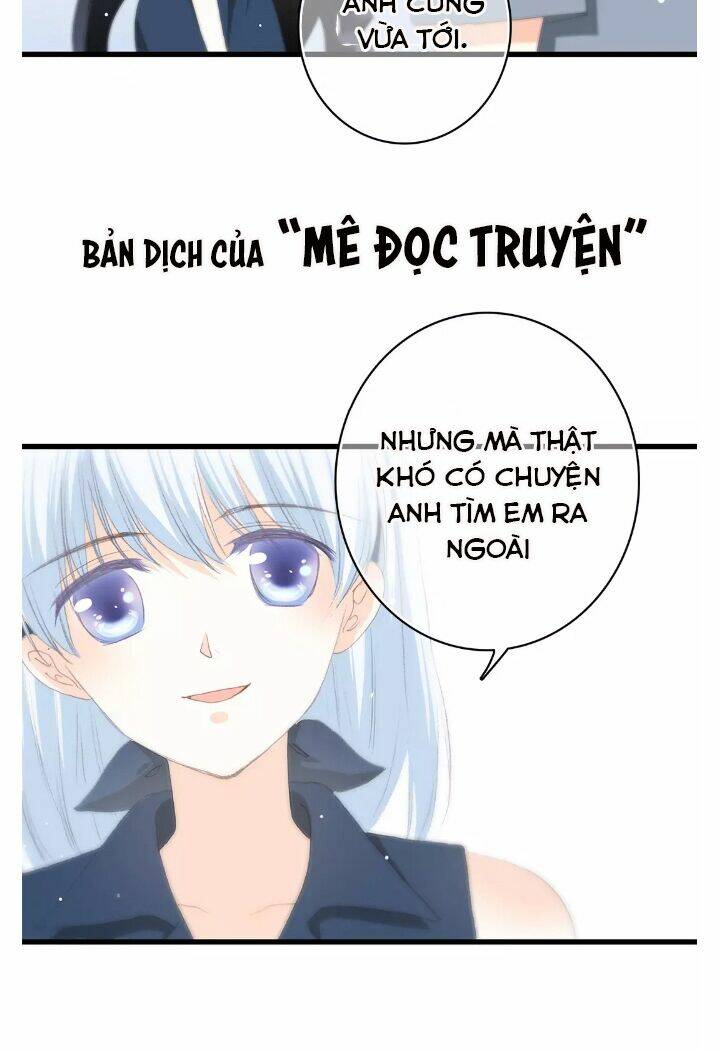 ANH CŨNG
VỪA TỚI.
BẢN DỊCH CỦA "MÊ ĐỌC TRUYỆN"
NHƯNG MÀ THẬT
KHÓ CÓ CHUYỆN
ANH TÌM EM RA
NGOÀI